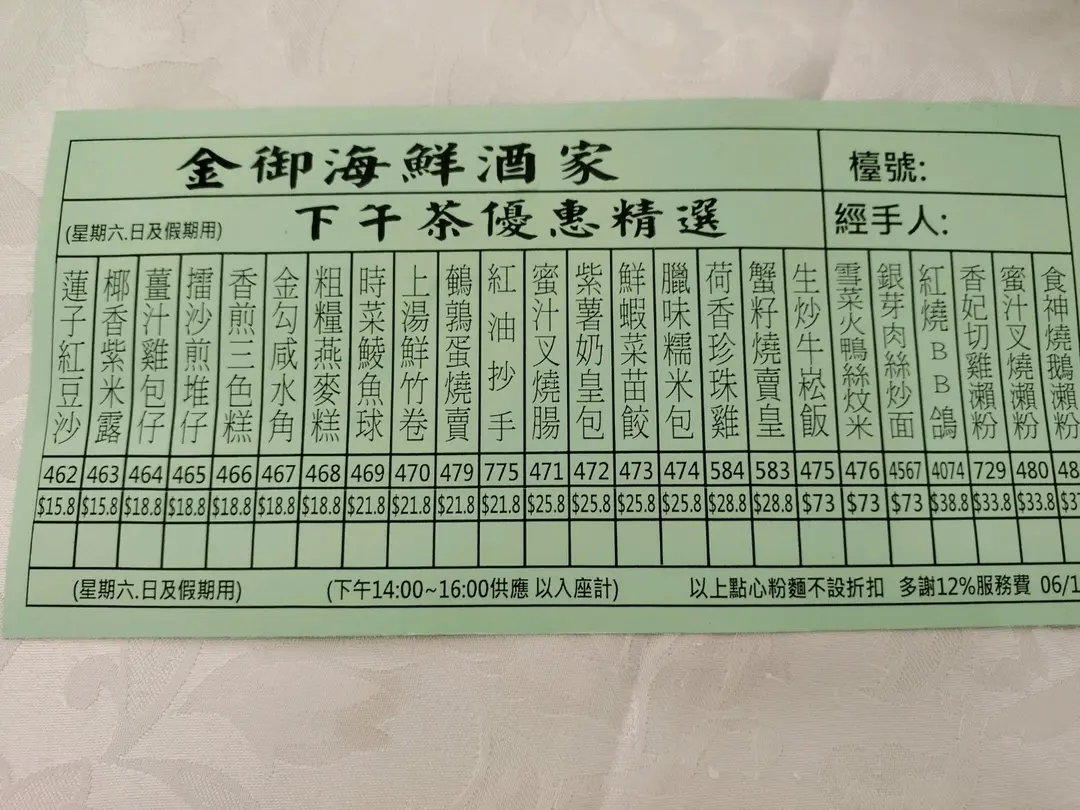 金御海鮮酒家
檯號:
(星期六.日及假期用)
下午茶優惠精選
經手人:
蓮子紅豆沙
椰香紫米露
薑汁雞包仔
擂沙煎堆仔
香煎三色糕
金勾咸水角
粗糧燕麥糕
時菜鯪魚球
上湯鮮竹卷
鵪鶉蛋燒賣
紅油抄手
蜜汁叉燒腸
紫薯奶皇包
鮮蝦菜苗餃
臘味糯米包
荷香珍珠雞
蟹籽燒賣皇
生炒牛崧飯
雪菜火鴨絲炆米
銀芽肉絲炒面
紅燒BB鴿
香妃切雞瀨粉
蜜汁叉燒瀨粉
食神燒鵝瀨粉
462 463 464 465 466 467 468 469 470 479 775 471 472 473 474 584 583 475 476 4567 4074 729 480
$15.8 $15.8 $18.8 $18.8 $18.8 $18.8 $18.8 $21.8 $21.8 $21.8 $21.8 $25.8 $25.8 $25.8 $25.8 $28.8 $28.8 $73 $73 $73 $38.8 $33.8 $33.8
(星期六.日及假期用) (下午14:00~16:00供應 以入座計) 以上點心粉麵不設折扣 多謝12%服務費